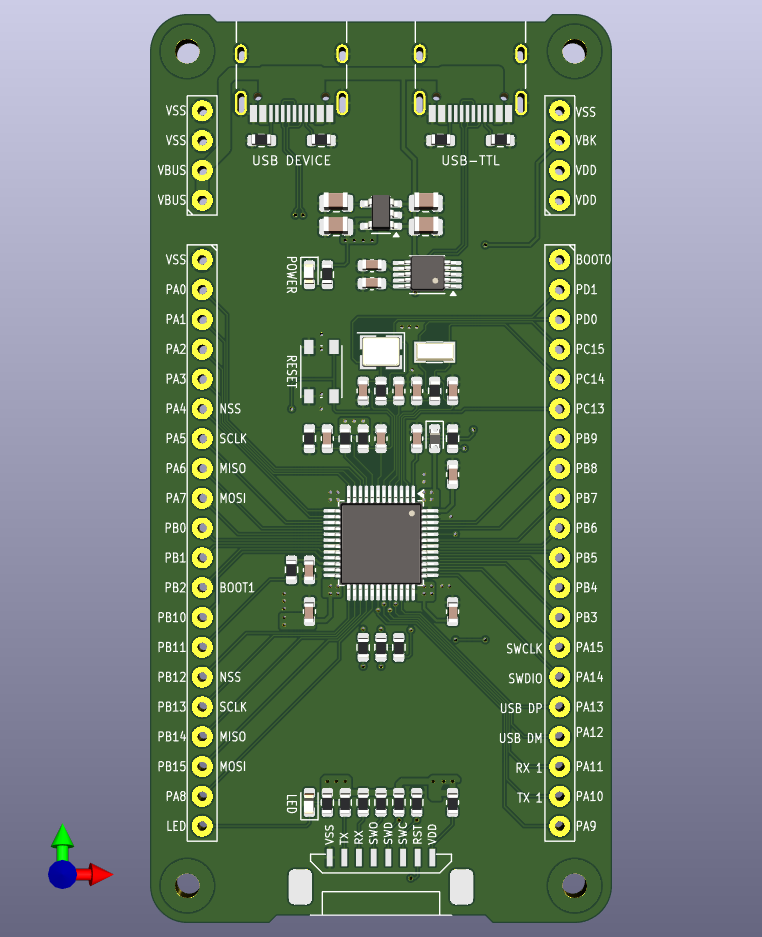 VSS
VSS
VBUS
VBUS
USB DEVICE
USB-TTL
VSS
VBK
VDD
VDD
VSS
PA0
PA1
PA2
PA3
PA4 NSS
PA5 SCLK
PA6 MISO
PA7 MOSI
PB0
PB1
PB2 BOOT1
PB10
PB11
PB12 NSS
PB13 SCLK
PB14 MISO
PB15 MOSI
PA8
LED
POWER
RESET
BOOT0
PD1
PD0
PC15
PC14
PC13
PB9
PB8
PB7
PB6
PB5
PB4
PB3
SWCLK PA15
SWDIO PA14
USB DP PA13
USB DM PA12
RX 1 PA11
TX 1 PA10
PA9
LED
VSS
TX
RX
SWO
SWD
SWC
RST
VDD